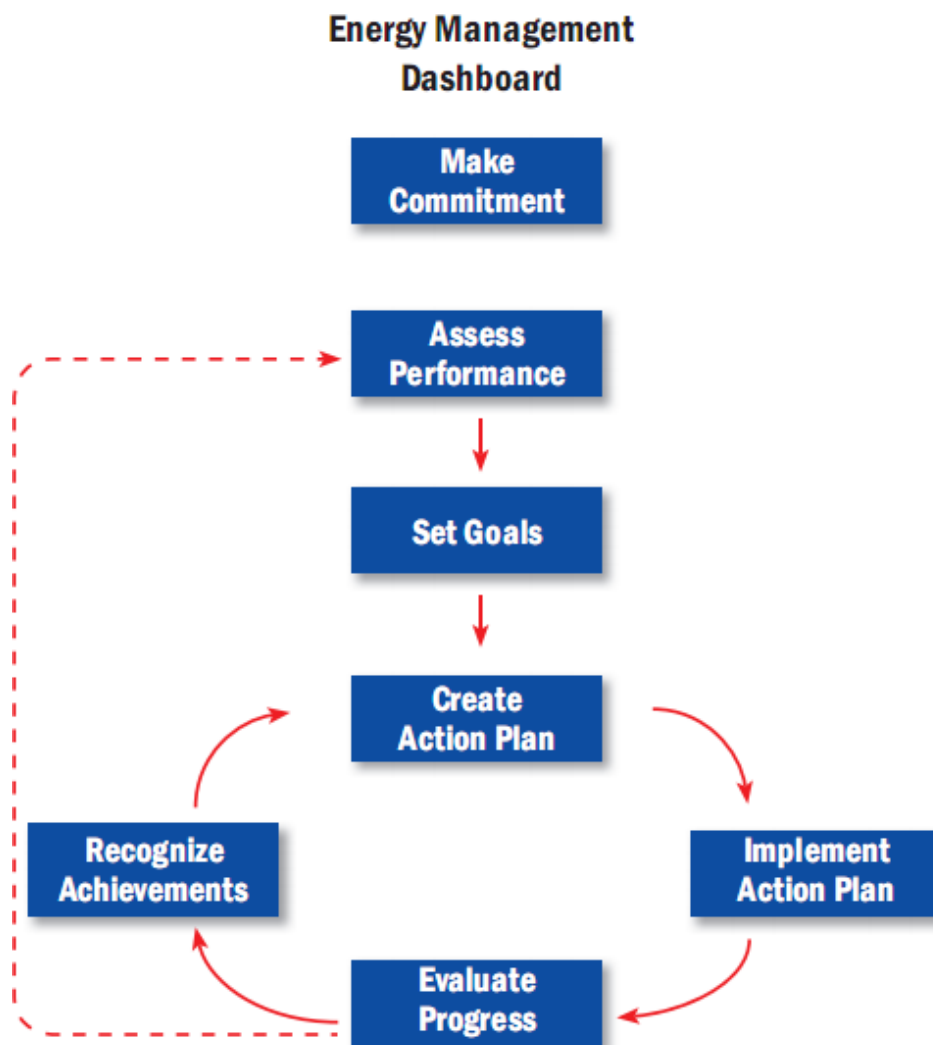 Energy Management
Dashboard
Make
Commitment
Assess
Performance
Set Goals
Create
Action Plan
Recognize
Achievements
Implement
Action Plan
Evaluate
Progress